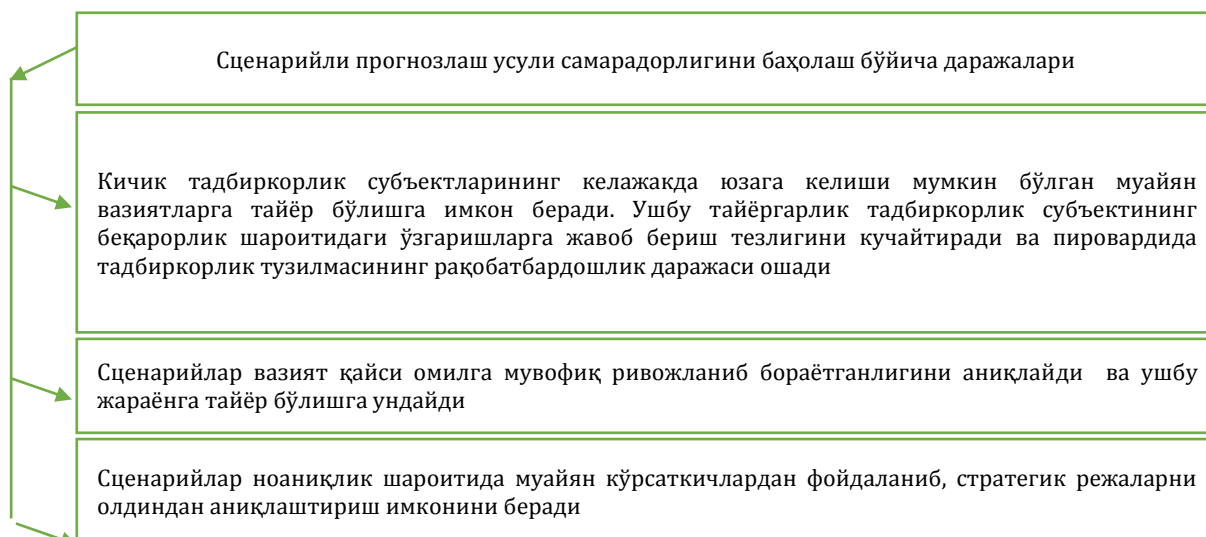 Сценарийли прогнозлаш усули самарадорлигини баҳолаш бўйича даражалари
Кичик тадбиркорлик субъектларининг келажакда юзага келиши мумкин бўлган муайян
вазиятларга тайёр бўлишга имкон беради. Ушбу тайёргарлик тадбиркорлик субъектининг
беқарорлик шароитидаги ўзгаришларга жавоб бериш тезлигини кучайтиради ва пировардида
тадбиркорлик тузилмасининг рақобатбардошлик даражаси ошади
Сценарийлар вазият қайси омилга мувофиқ ривожланиб бораётганлигини аниқлайди ва ушбу
жараёнга тайёр бўлишга ундайди
Сценарийлар ноаниқлик шароитида муайян кўрсаткичлардан фойдаланиб, стратегик режаларни
олдиндан аниқлаштириш имконини беради